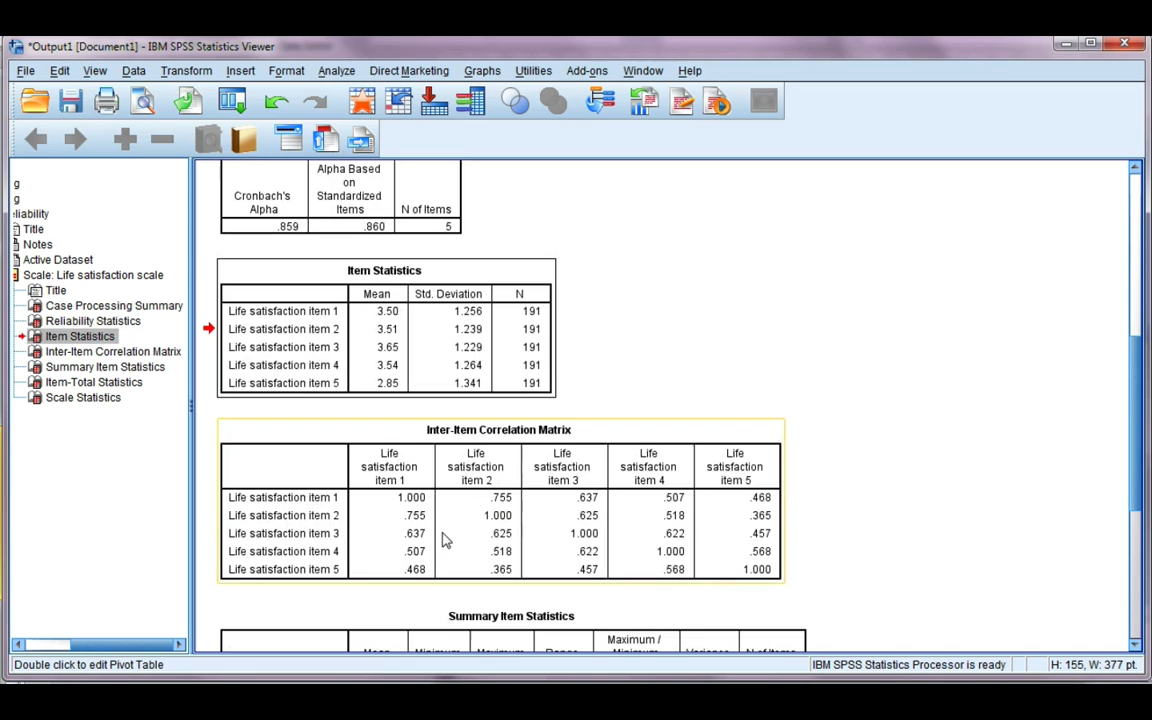 *Output1 [Document1] - IBM SPSS Statistics Viewer
File Edit View Data Transform Insert Format Analyze Direct Marketing Graphs Utilities Add-ons Window Help
g
g
eliability
Title
Notes
Active Dataset
Scale: Life satisfaction scale
Title
Case Processing Summary
Reliability Statistics
Item Statistics
Inter-Item Correlation Matrix
Summary Item Statistics
Item-Total Statistics
Scale Statistics
Cronbach's Alpha
Alpha Based on Standardized Items
N of Items
.859 .860 5
Item Statistics
Mean Std. Deviation N
Life satisfaction item 1 3.50 1.256 191
Life satisfaction item 2 3.51 1.239 191
Life satisfaction item 3 3.65 1.229 191
Life satisfaction item 4 3.54 1.264 191
Life satisfaction item 5 2.85 1.341 191
Inter-Item Correlation Matrix
Life Life Life Life Life
satisfaction satisfaction satisfaction satisfaction satisfaction
item 1 item 2 item 3 item 4 item 5
Life satisfaction item 1 1.000 .755 .637 .507 .468
Life satisfaction item 2 .755 1.000 .625 .518 .365
Life satisfaction item 3 .637 .625 1.000 .622 .457
Life satisfaction item 4 .507 .518 .622 1.000 .568
Life satisfaction item 5 .468 .365 .457 .568 1.000
Summary Item Statistics
Maximum /
Mean Minimum Maximum Range Minimum Variance N of Items
Double click to edit Pivot Table
IBM SPSS Statistics Processor is ready
H: 155, W: 377 pt.